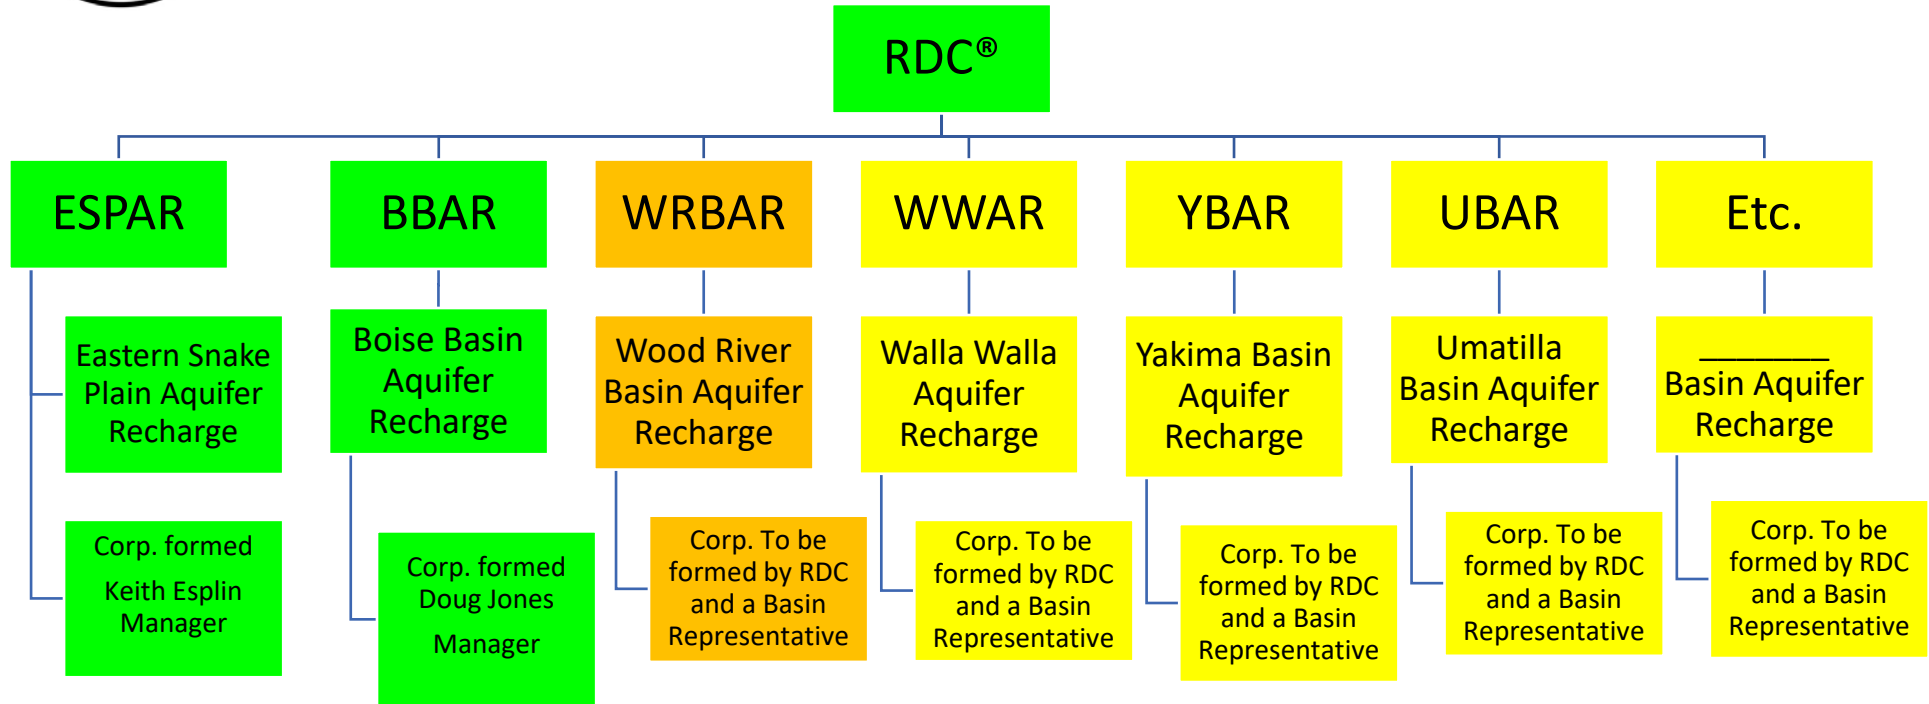 RDC®
ESPAR
BBAR
WRBAR
WWAR
YBAR
UBAR
Etc.
Eastern Snake
Plain Aquifer
Recharge
Boise Basin
Aquifer
Recharge
Wood River
Basin Aquifer
Recharge
Walla Walla
Aquifer
Recharge
Yakima Basin
Aquifer
Recharge
Umatilla
Basin Aquifer
Recharge
_______
Basin Aquifer
Recharge
Corp. formed
Keith Esplin
Manager
Corp. formed
Doug Jones
Manager
Corp. To be
formed by RDC
and a Basin
Representative
Corp. To be
formed by RDC
and a Basin
Representative
Corp. To be
formed by RDC
and a Basin
Representative
Corp. To be
formed by RDC
and a Basin
Representative
Corp. To be
formed by RDC
and a Basin
Representative